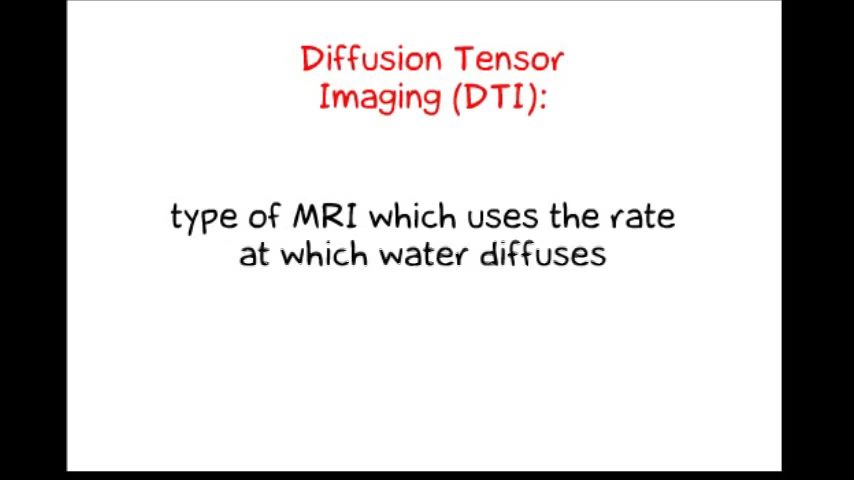 Diffusion Tensor
Imaging (DTI):
type of MRI which uses the rate
at which water diffuses